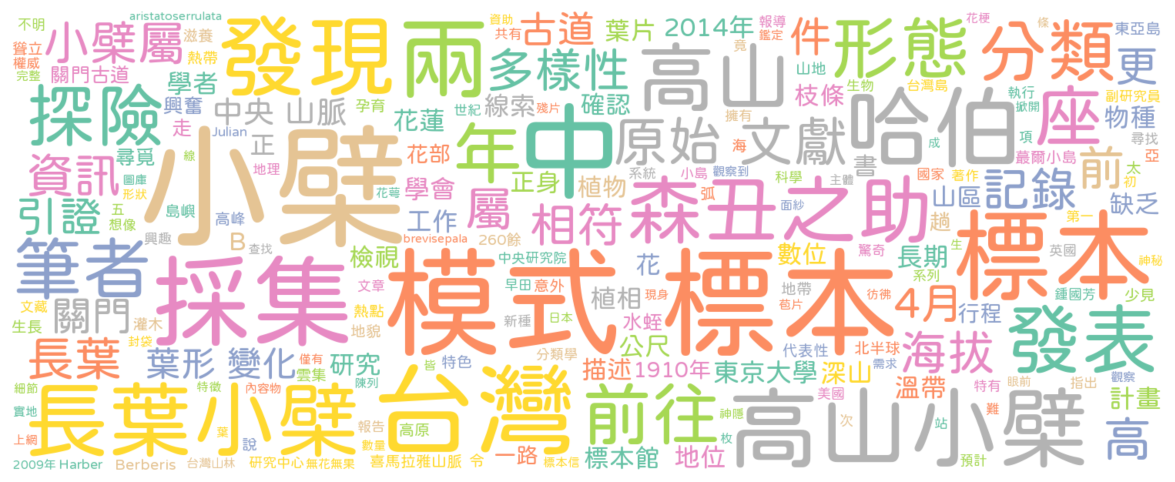 不明 aristatoserrulata 資助 古道 葉片 2014年 報導 花梗 條 東亞島
聳立 小檗屬 滋養 發現 兩 共有 多樣性 高山 竟 鑑定 件 形態 分類 更
權威 熱帶
完整 關門古道 學者 山地 生物 台灣島
探險 興奮 中央 山脈 孕育 世紀 線索 殘片 確認 擁有 枝條 哈伯 執行 掀開 座 副研究員 物種
走 Julian 花蓮 年 中 原始 文獻 海 書 項 成 尋找
資訊 尋覓 小檗 正 地理 花部 系統 小島 觀察到 國家 蕞爾小島 亞
線 圖庫 形狀 學會 正身 植物 森丑之助 弧 科學 主體 著作 前 太 初
引證 島嶼 五 想像 高峰 花萼 工作 屬 相符 面紗 山區 記錄 缺乏
筆者 興趣 B 查找 brevisepala 260餘 數位 驚奇 趟 第一 標本
採集 檢視 中央研究院 花 長期 生 英國 神秘
文藏 關門 文章 模式標本 早田 意外 植相 地帶 彷彿 系列 鍾國芳 少見
生長 灌木 地貌 熱點 新種 日本 水蛭 苞片 現身 4月 行程 發表
封袋 公尺 分類學 代表性 北半球 海拔
長葉 葉形 變化 僅有 雲集 研究 陳列 皆 特色 描述 1910年 東京大學 深山 需求
細節 特徵 內容物 台灣 前往 美國 溫帶 特有 眼前 指出 觀察
實地 長葉小檗 葉 報告 高原 神隱 高山小檗 難 計畫
上網 說 數量 枚 次 站 高
2009年 Harber Berberis 台灣山林 研究中心 無花無果 喜馬拉雅山脈 令 一路 標本信 標本館 地位 預計